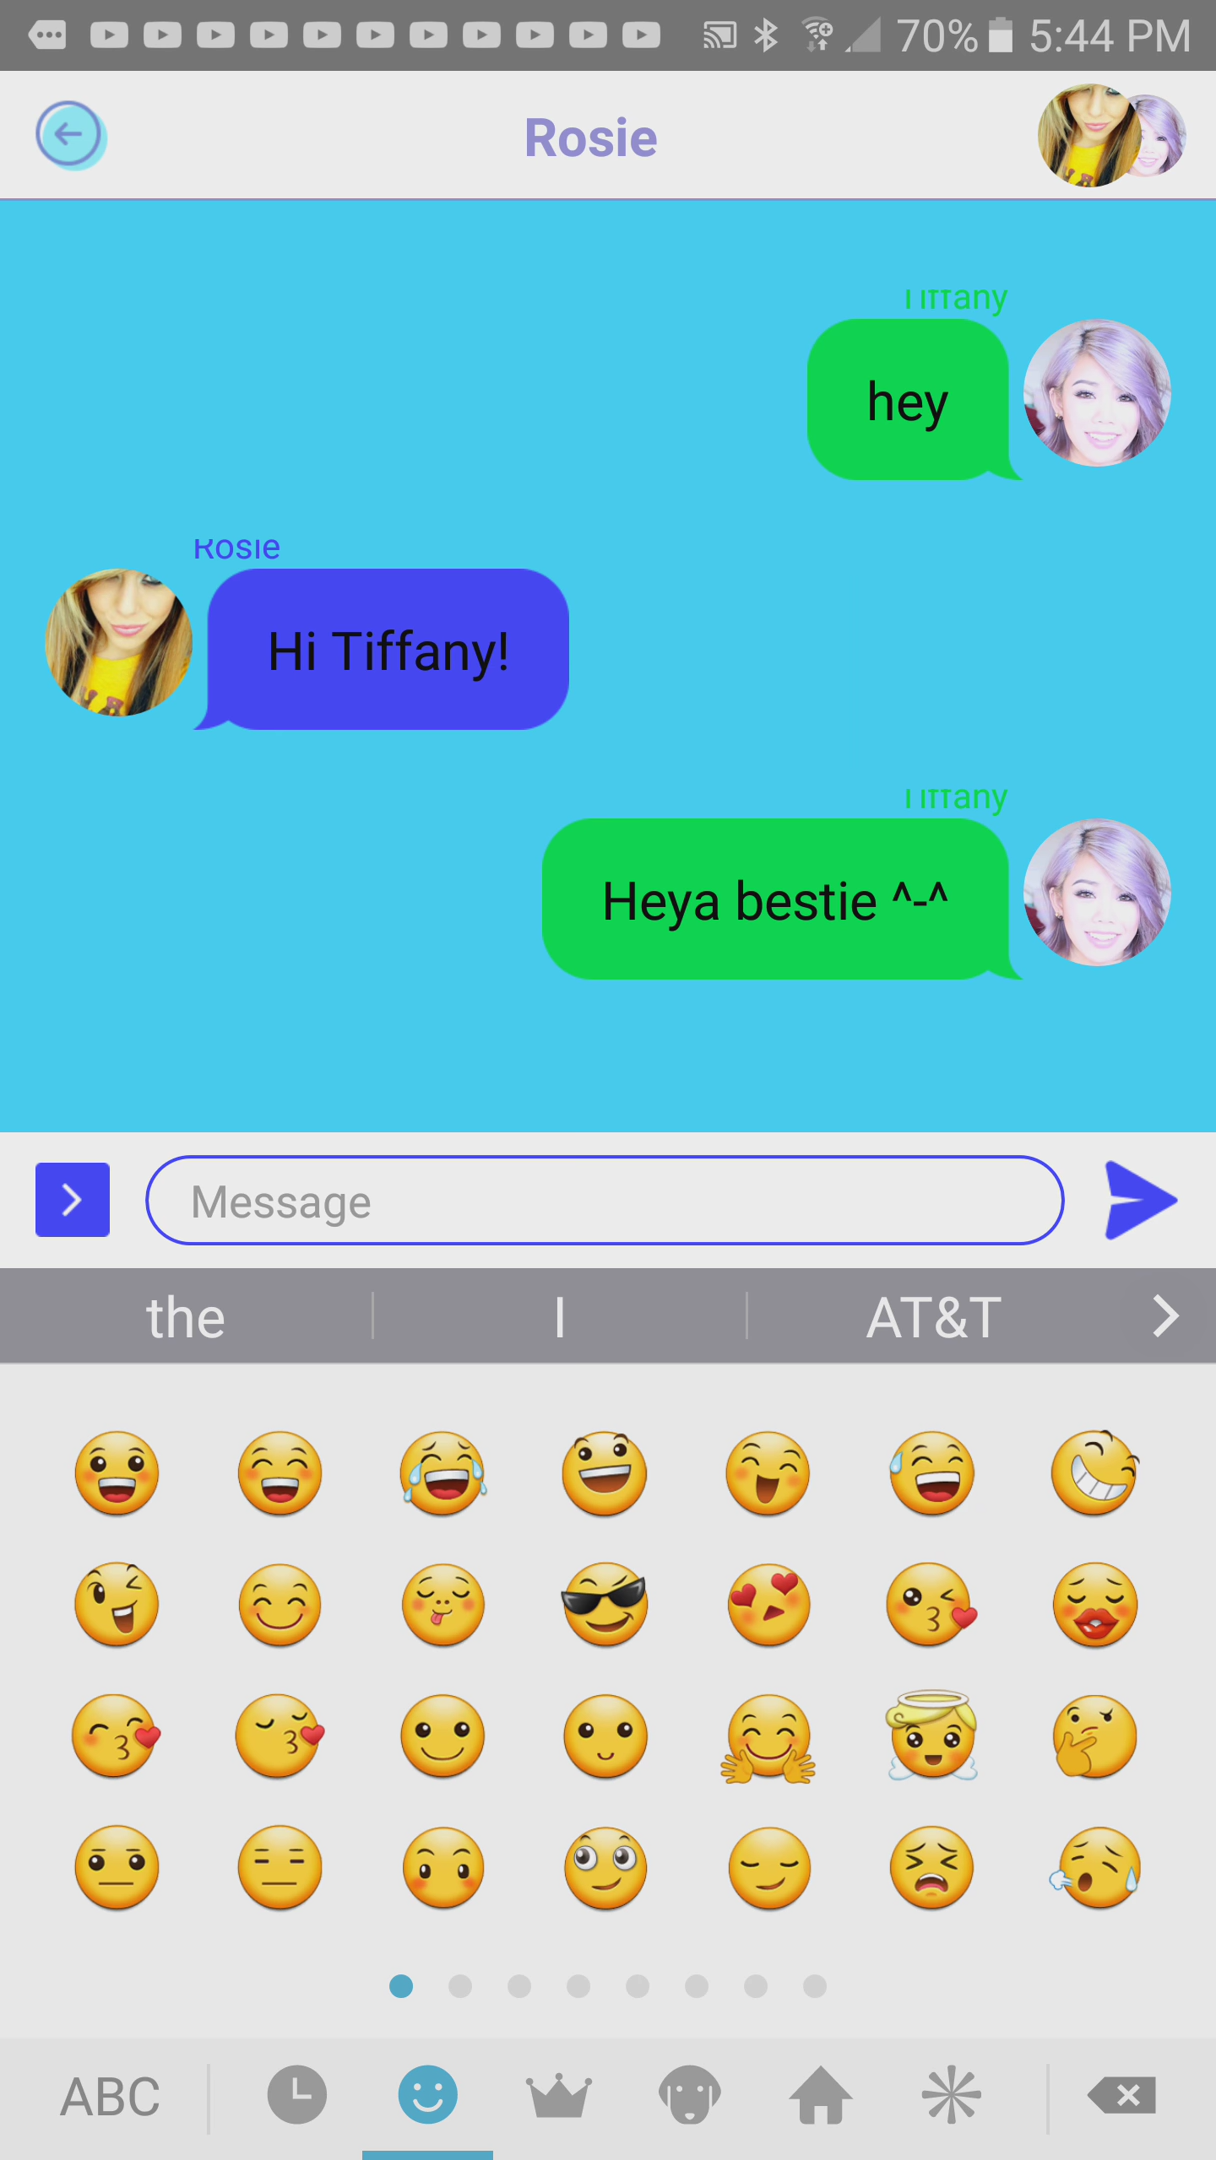 70% 5:44 PM
Rosie
Tiffany
hey
Rosie
Hi Tiffany!
Tiffany
Heya bestie ^-^
Message
the I AT&T
ABC